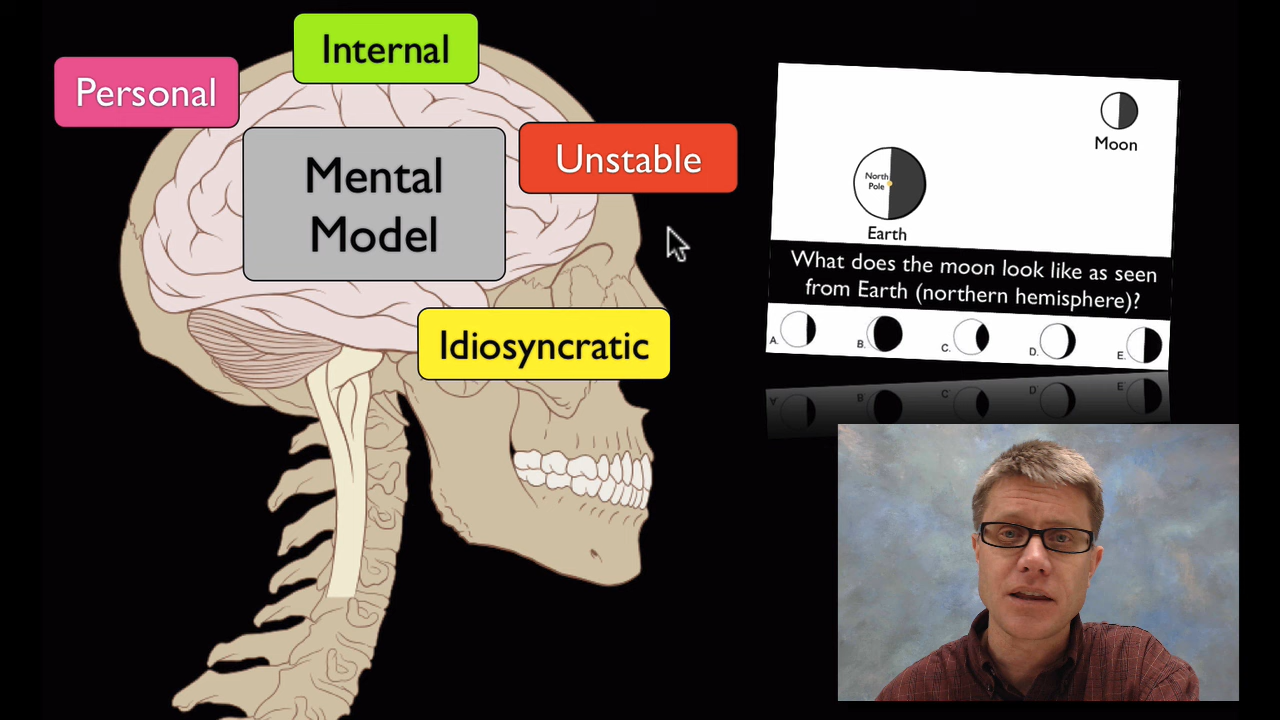 Internal
Personal
Mental
Model
Unstable
Idiosyncratic
Moon
North
Pole
Earth
What does the moon look like as seen
from Earth (northern hemisphere)?
A. B. C. D. E.
A B C D E